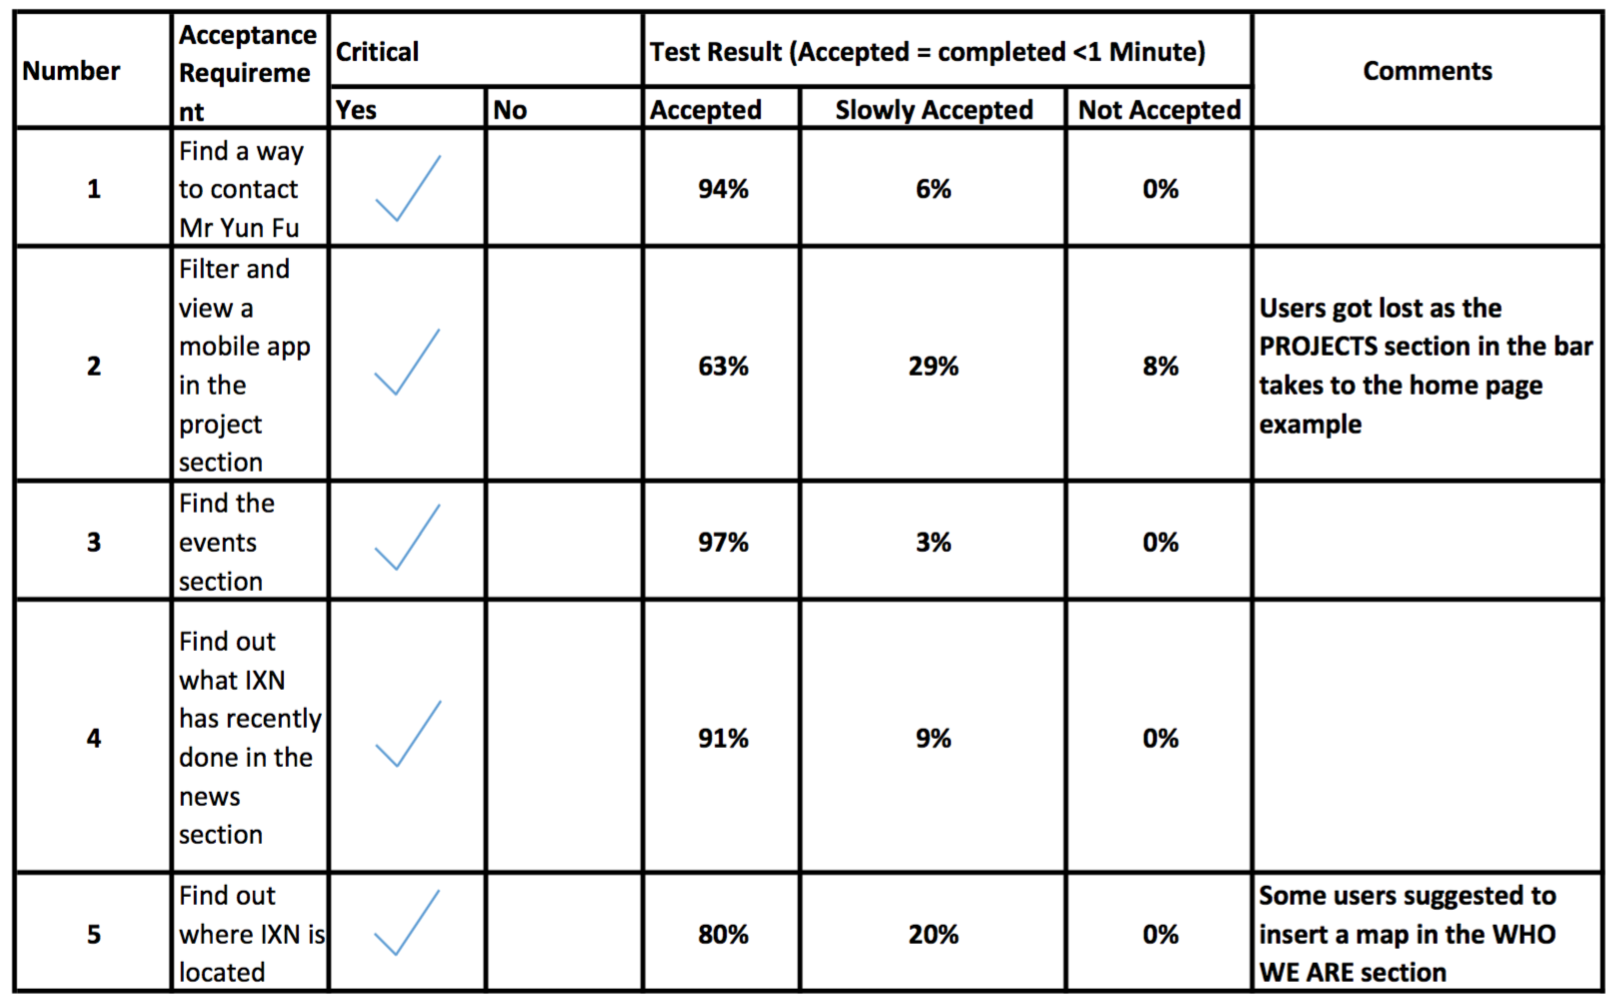 Number
Acceptance
Requireme
nt
Critical
Test Result (Accepted = completed <1 Minute)
Comments
Yes
No
Accepted
Slowly Accepted
Not Accepted
1
Find a way
to contact
Mr Yun Fu
94%
6%
0%
2
Filter and
view a
mobile app
in the
project
section
63%
29%
8%
Users got lost as the
PROJECTS section in the bar
takes to the home page
example
3
Find the
events
section
97%
3%
0%
4
Find out
what IXN
has recently
done in the
news
section
91%
9%
0%
5
Find out
where IXN is
located
80%
20%
0%
Some users suggested to
insert a map in the WHO
WE ARE section